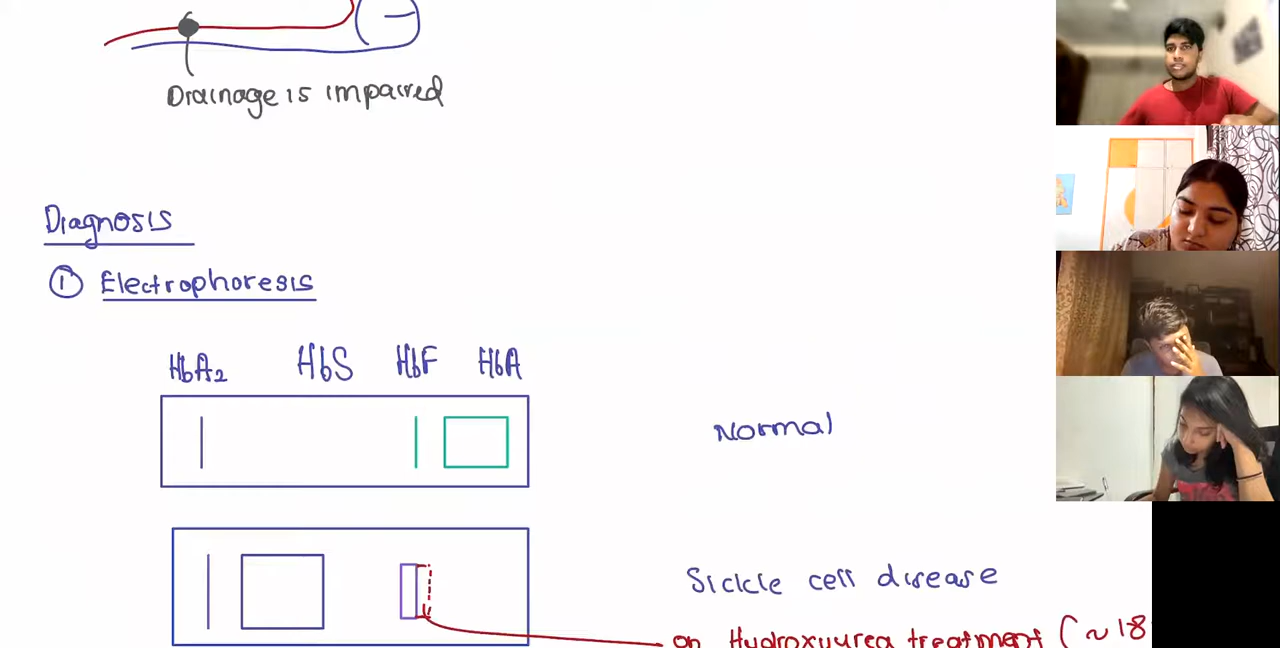 Drainage is impaired
Diagnosis
① Electrophoresis
HbA₂ HbS HbF HbA
Normal
Sickle cell disease
on Hydroxyurea treatment (~18